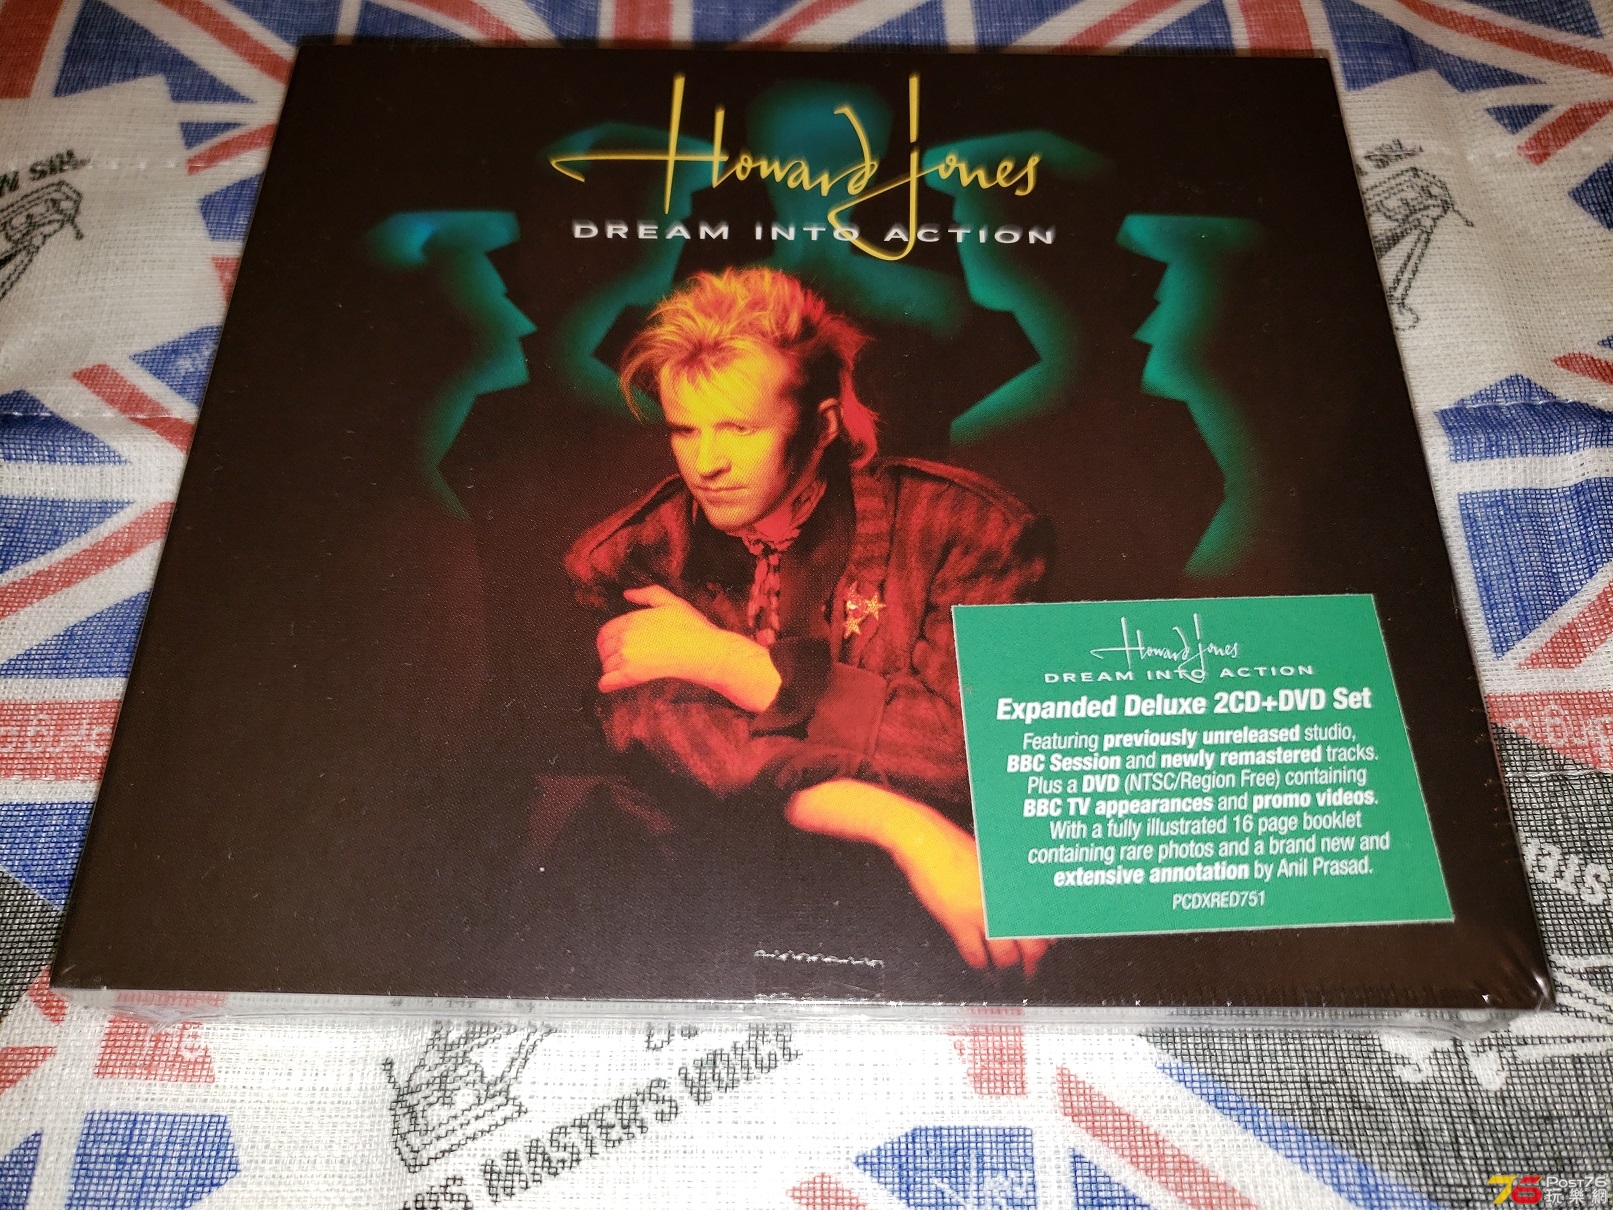 Howard Jones
DREAM INTO ACTION
Howard Jones
DREAM INTO ACTION
Expanded Deluxe 2CD+DVD Set
Featuring previously unreleased studio,
BBC Session and newly remastered tracks.
Plus a DVD (NTSC/Region Free) containing
BBC TV appearances and promo videos.
With a fully illustrated 16 page booklet
containing rare photos and a brand new and
extensive annotation by Anil Prasad.
PCDXRED751
MASTER'S VOICE
76 Post76
玩樂網